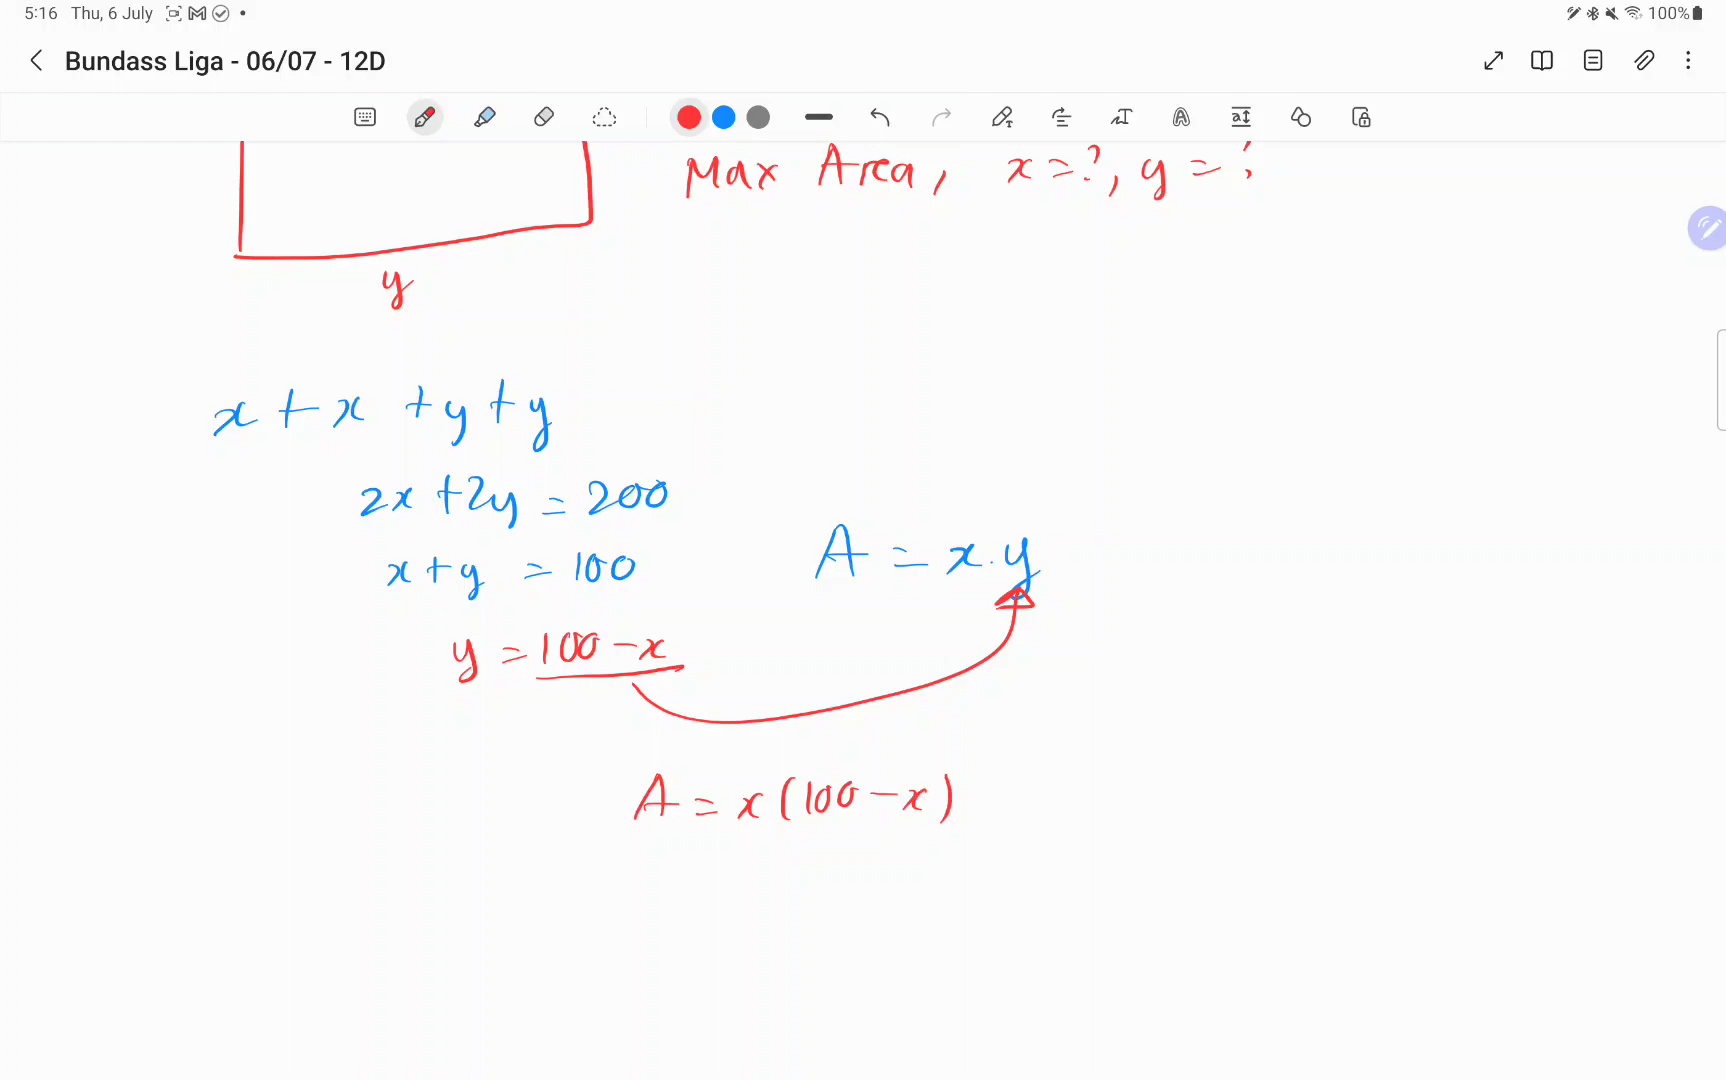 5:16 Thu, 6 July 100%
Bundass Liga - 06/07 - 12D
Max Area, x=?, y=?
y
x + x + y + y
2x + 2y = 200
x + y = 100
A = x.y
y = 100 - x
A = x(100 - x)